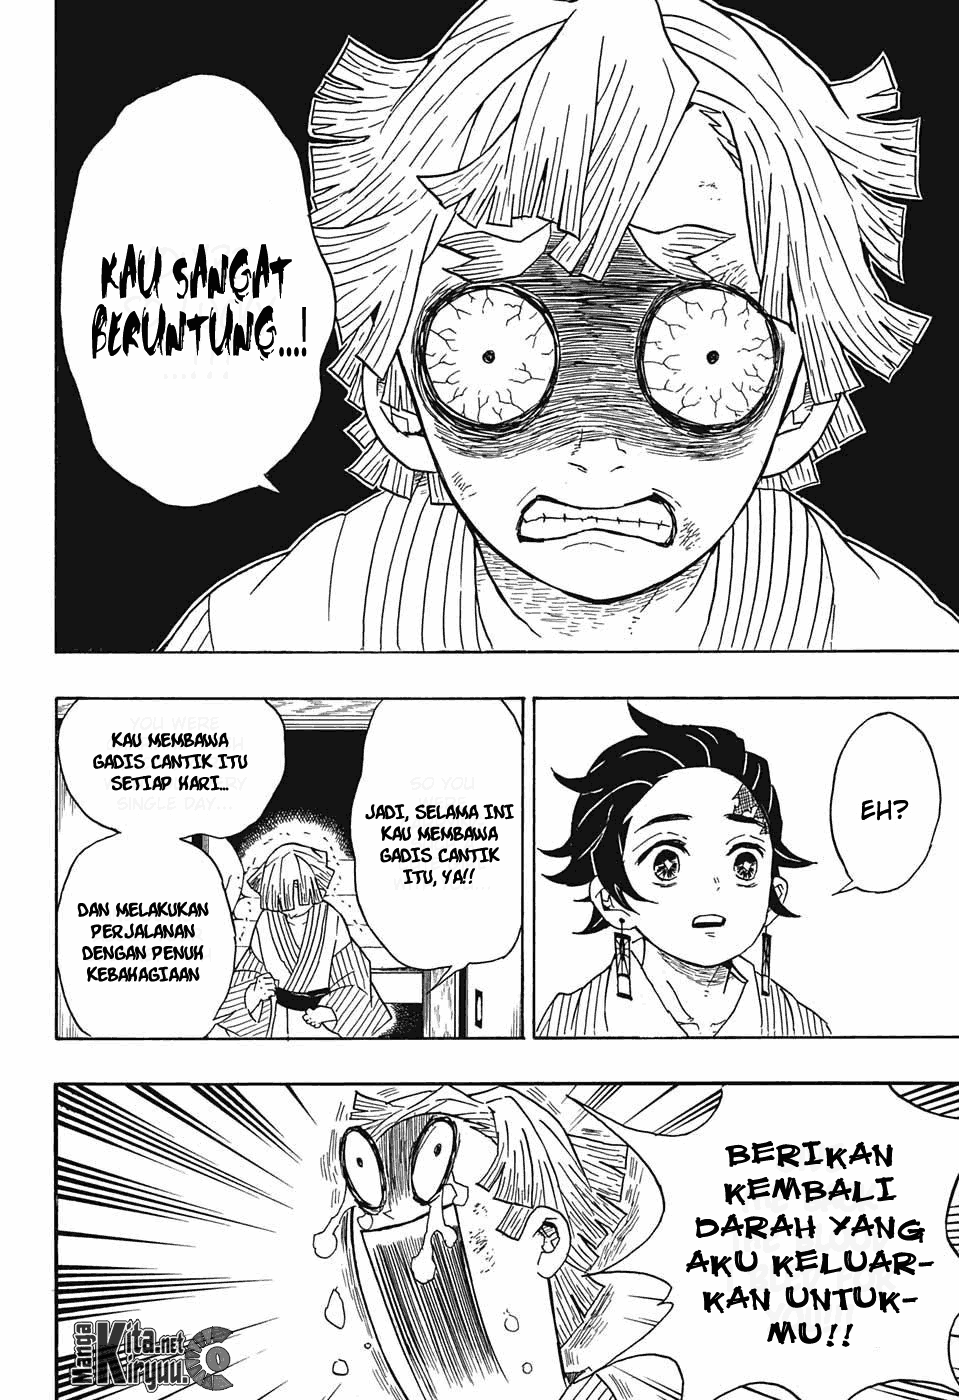 KAU SANGAT
BERUNTUNG...!
EH?
JADI, SELAMA INI
KAU MEMBAWA
GADIS CANTIK
ITU, YA!!
KAU MEMBAWA
GADIS CANTIK ITU
SETIAP HARI...
DAN MELAKUKAN
PERJALANAN
DENGAN PENUH
KEBAHAGIAAN
BERIKAN
KEMBALI
DARAH YANG
AKU KELUAR-
KAN UNTUK-
MU!!
Manga
Kita.net
Kiryuu.